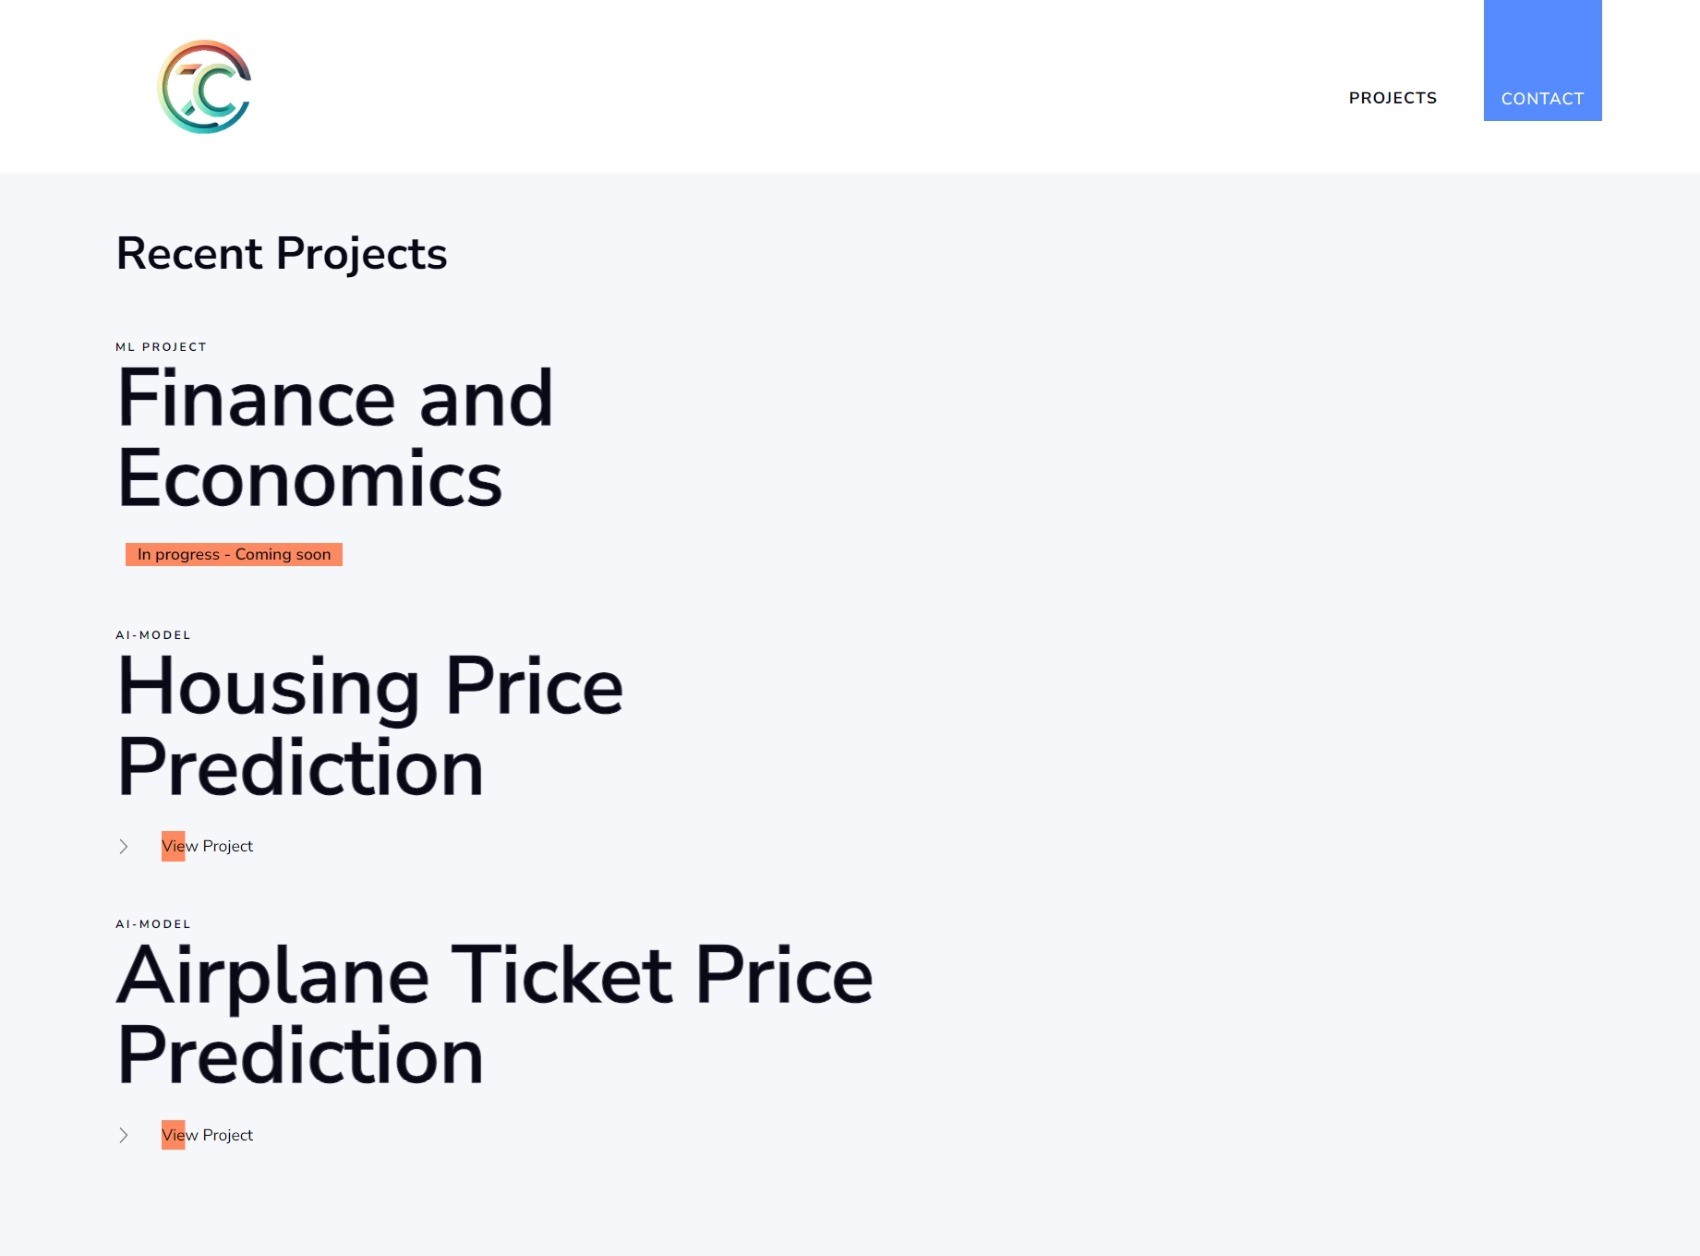 PROJECTS
CONTACT
Recent Projects
ML PROJECT
Finance and
Economics
In progress - Coming soon
AI-MODEL
Housing Price
Prediction
View Project
AI-MODEL
Airplane Ticket Price
Prediction
View Project